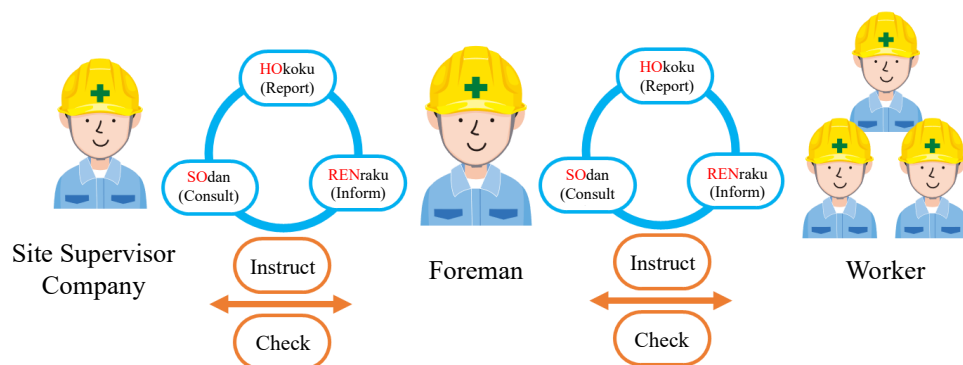 HOkoku
(Report)
SOdan
(Consult)
RENraku
(Inform)
HOkoku
(Report)
SOdan
(Consult
RENraku
(Inform)
Site Supervisor
Company
Instruct
Check
Foreman
Instruct
Check
Worker